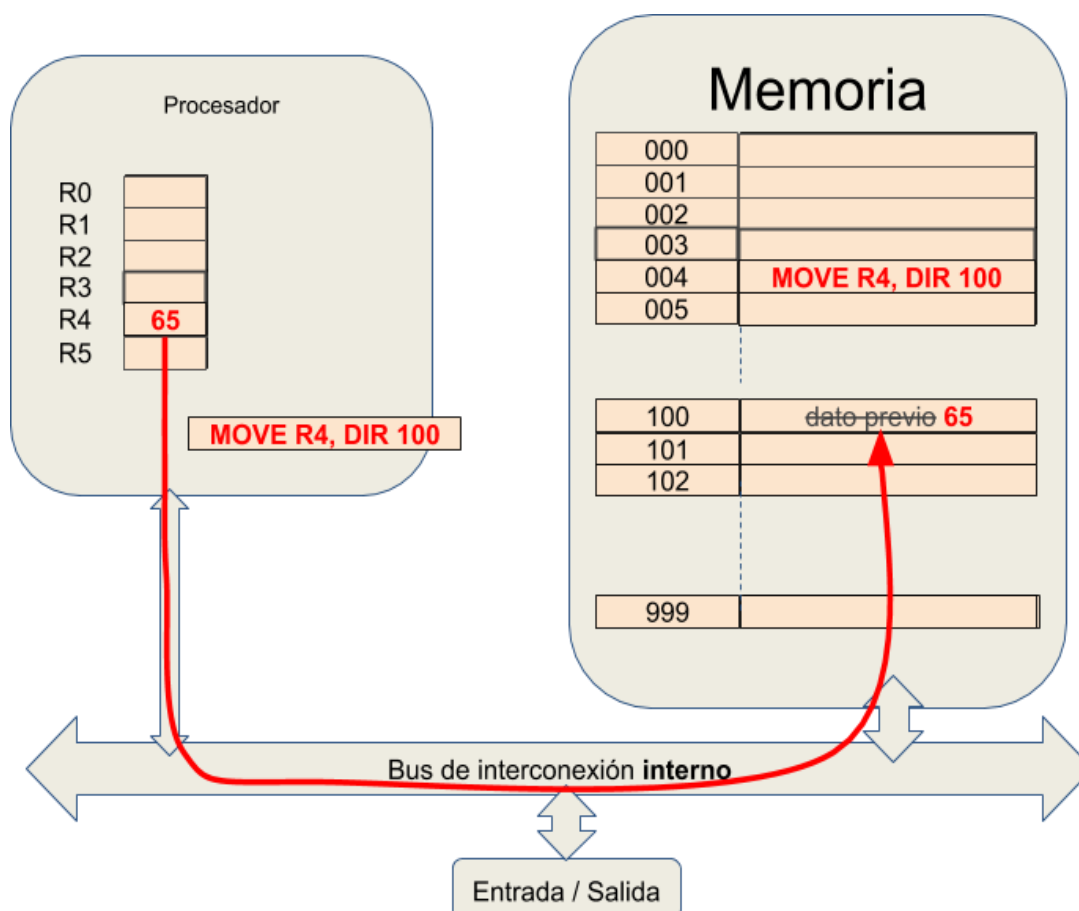 Procesador
R0
R1
R2
R3
R4 65
R5
MOVE R4, DIR 100
Memoria
000
001
002
003
004 MOVE R4, DIR 100
005
100 dato previo 65
101
102
999
Bus de interconexión interno
Entrada / Salida